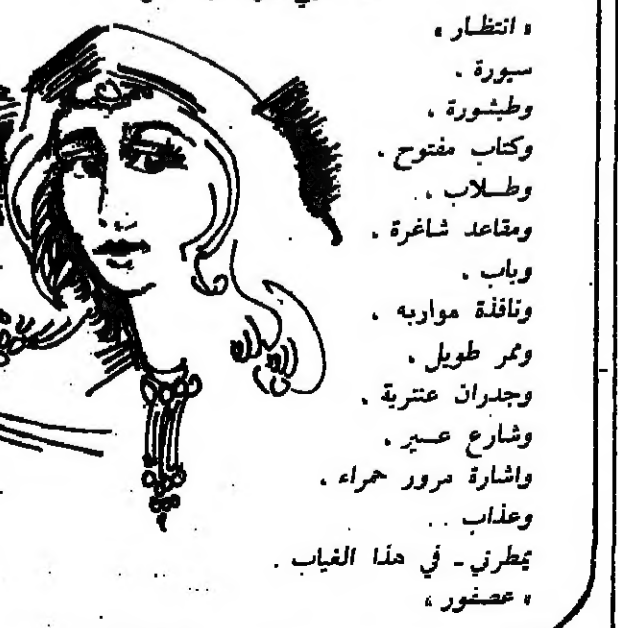 « انتظار »
سبورة .
وطبشورة .
وكتاب مفتوح .
وطلاب ..
ومقاعد شاغرة .
وباب .
ونافذة مواربه .
وممر طويل .
وجدران عنترية .
وشارع عسير .
واشارة مرور حمراء .
وعذاب ..
يمطرني - في هذا الغياب .
« عصفور »